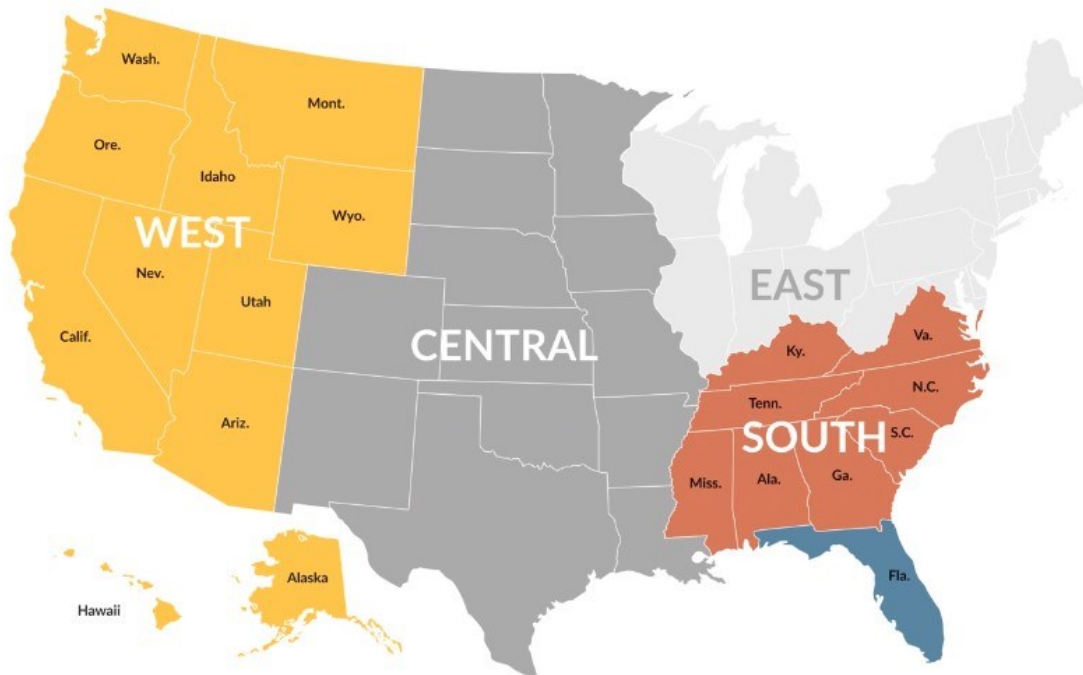 Wash.
Mont.
Ore.
Idaho
Wyo.
WEST
Nev.
Utah
EAST
Calif.
CENTRAL
Va.
Ky.
N.C.
Tenn.
Ariz.
SOUTH
S.C.
Miss.
Ala.
Ga.
Fla.
Alaska
Hawaii